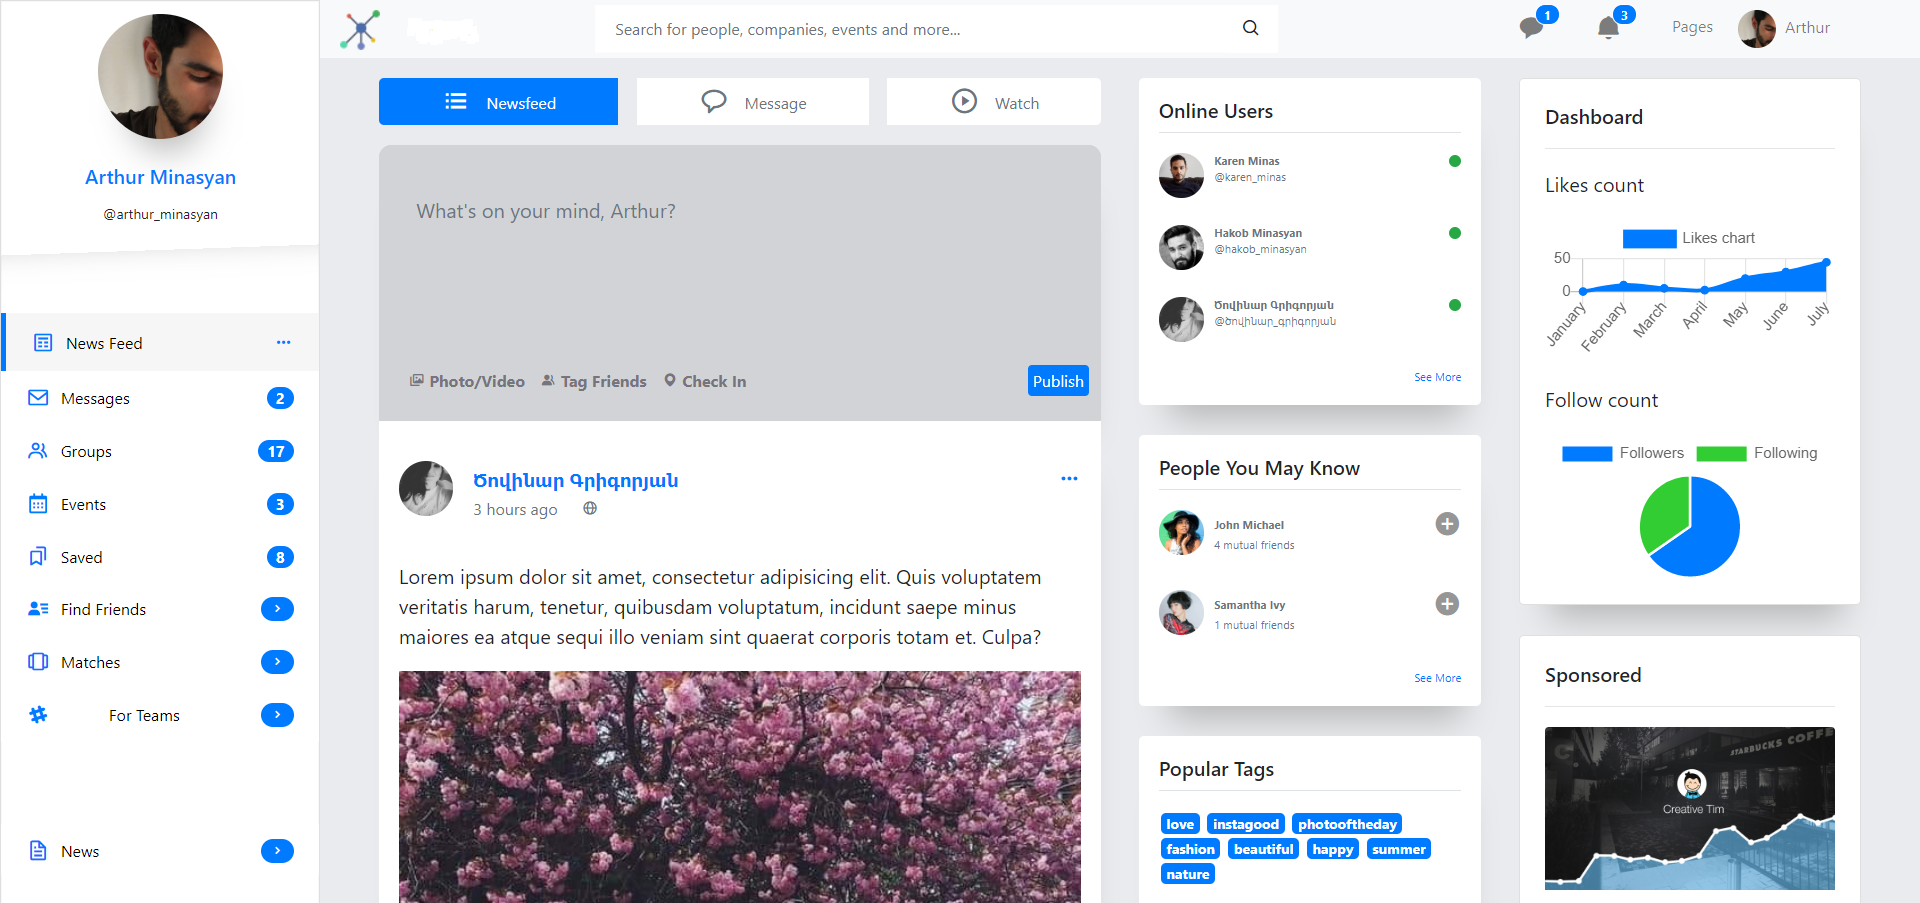 Arthur Minasyan
@arthur_minasyan
News Feed
Messages 2
Groups 17
Events 3
Saved 8
Find Friends
Matches
For Teams
News
Search for people, companies, events and more...
1
3
Pages
Arthur
Newsfeed
Message
Watch
What's on your mind, Arthur?
Photo/Video Tag Friends Check In
Publish
Ծովինար Գրիգորյան
3 hours ago
Lorem ipsum dolor sit amet, consectetur adipisicing elit. Quis voluptatem
veritatis harum, tenetur, quibusdam voluptatum, incidunt saepe minus
maiores ea atque sequi illo veniam sint quaerat corporis totam et. Culpa?
Online Users
Karen Minas
@karen_minas
Hakob Minasyan
@hakob_minasyan
Ծովինար Գրիգորյան
@ծովինար_գրիգորյան
See More
People You May Know
John Michael
4 mutual friends
Samantha Ivy
1 mutual friends
See More
Popular Tags
love instagood photooftheday
fashion beautiful happy summer
nature
Dashboard
Likes count
Likes chart
50
0
January February March April May June July
Follow count
Followers Following
Sponsored
STARBUCKS COFFE
Creative Tim